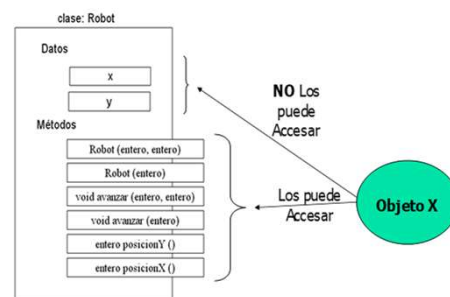 clase: Robot
Datos
x
y
Métodos
Robot (entero, entero)
Robot (entero)
void avanzar (entero, entero)
void avanzar (entero)
entero posicionY ()
entero posicionX ()
NO Los
puede
Accesar
Los puede
Accesar
Objeto X